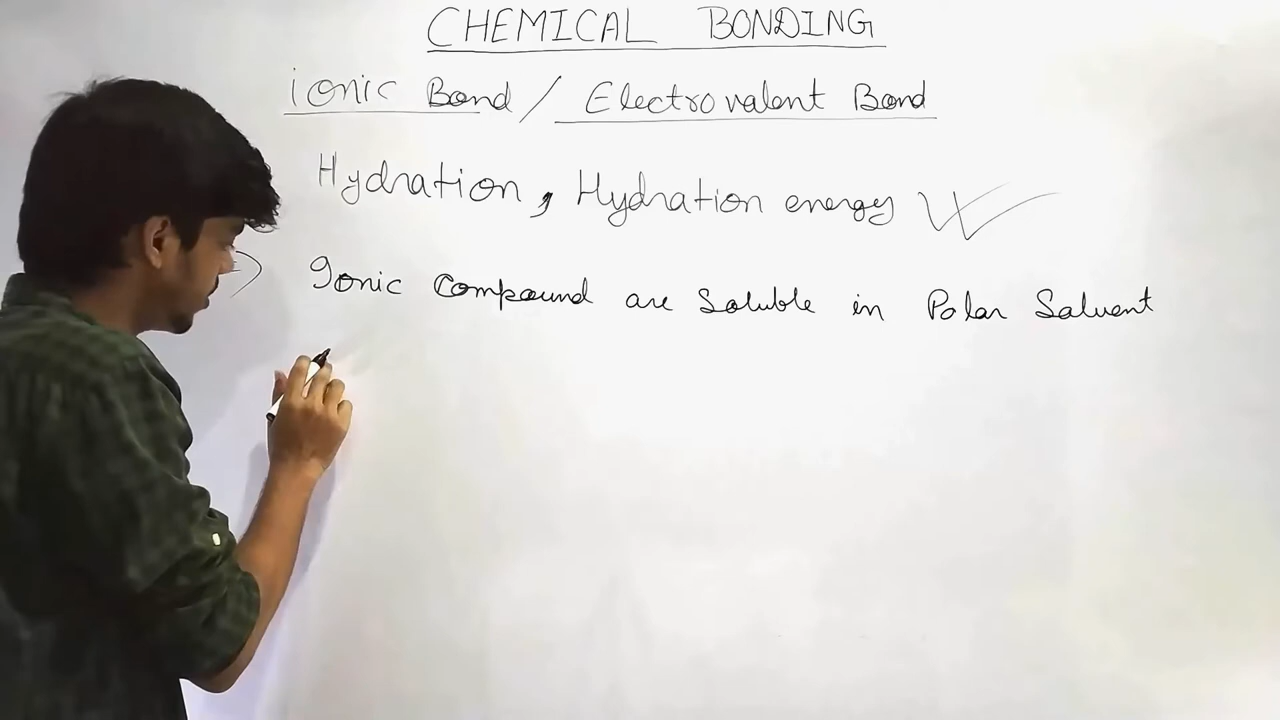 CHEMICAL BONDING
ionic Bond / Electrovalent Bond
Hydration, Hydration energy
⇒ Ionic Compound are Soluble in Polar Salvent